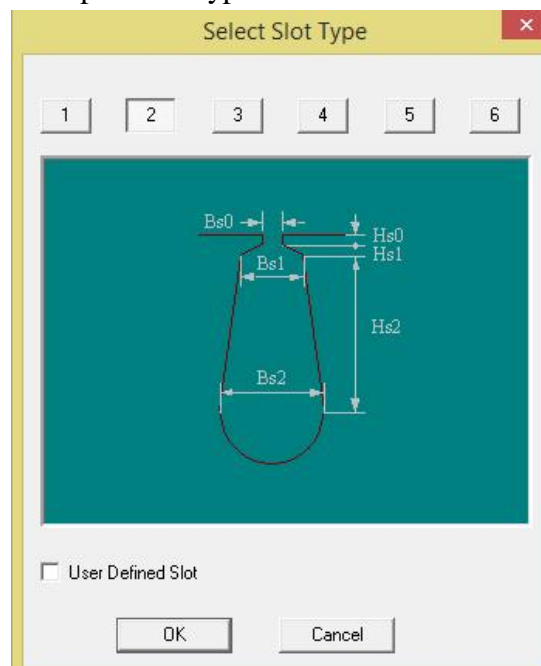 Select Slot Type
1 2 3 4 5 6
Bs0
Hs0
Hs1
Bs1
Hs2
Bs2
User Defined Slot
OK Cancel